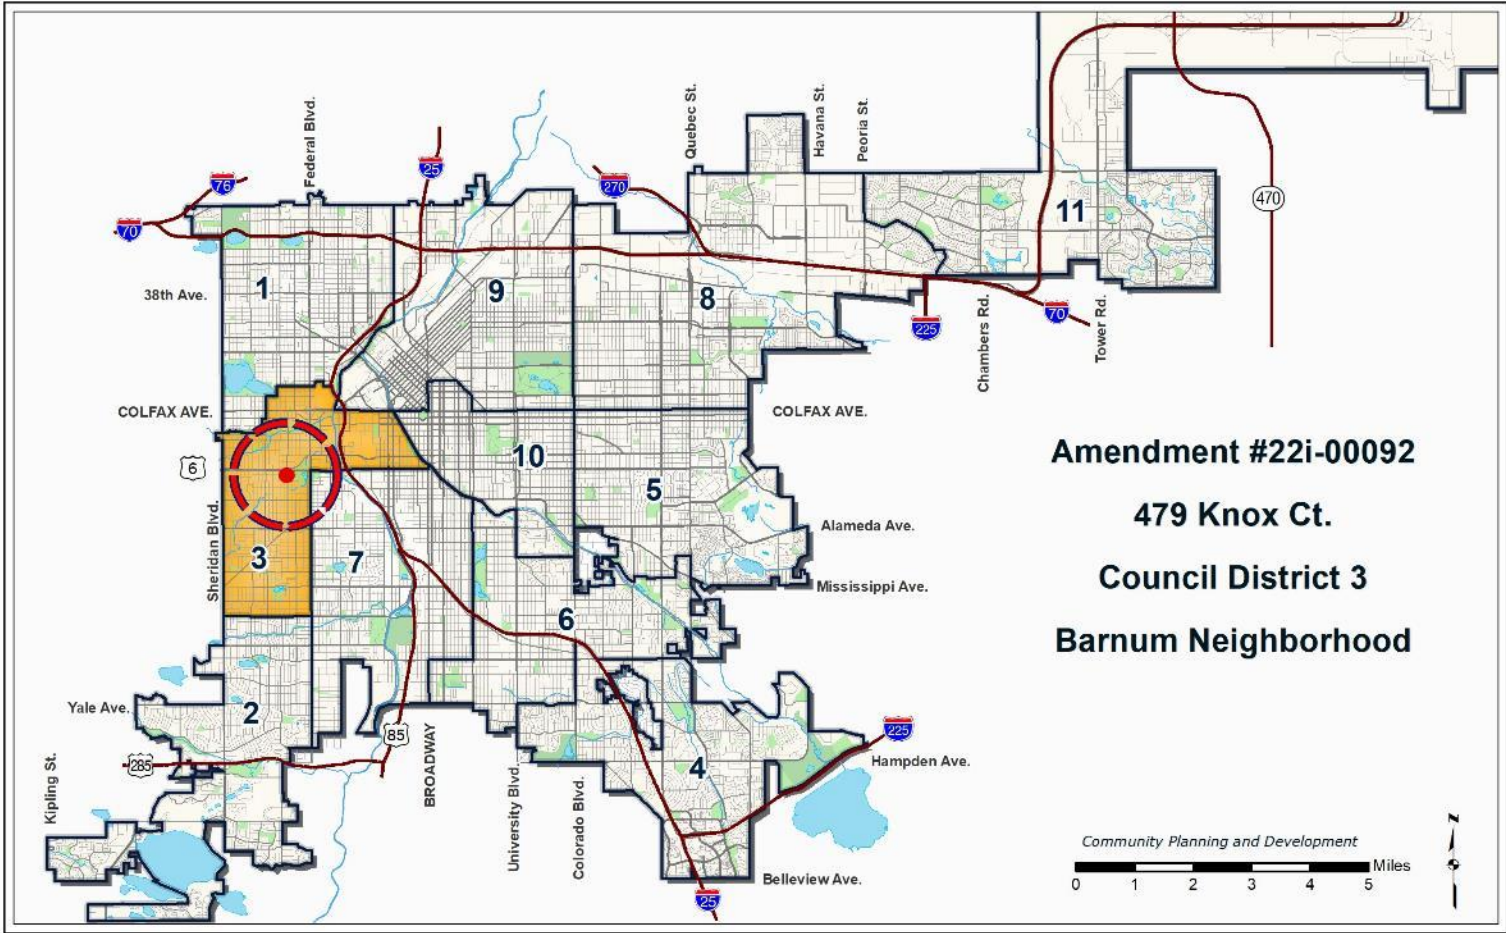 Federal Blvd.
Quebec St.
Havana St.
Peoria St.
76
25
270
70
470
11
1
9
8
38th Ave.
225
Chambers Rd.
70
Tower Rd.
COLFAX AVE.
COLFAX AVE.
6
10
5
Amendment #22i-00092
479 Knox Ct.
Council District 3
Barnum Neighborhood
Alameda Ave.
Sheridan Blvd.
3
7
Mississippi Ave.
6
Yale Ave.
2
85
BROADWAY
225
285
Kipling St.
University Blvd.
Colorado Blvd.
4
Hampden Ave.
Belleview Ave.
25
Community Planning and Development
Miles
0 1 2 3 4 5
N